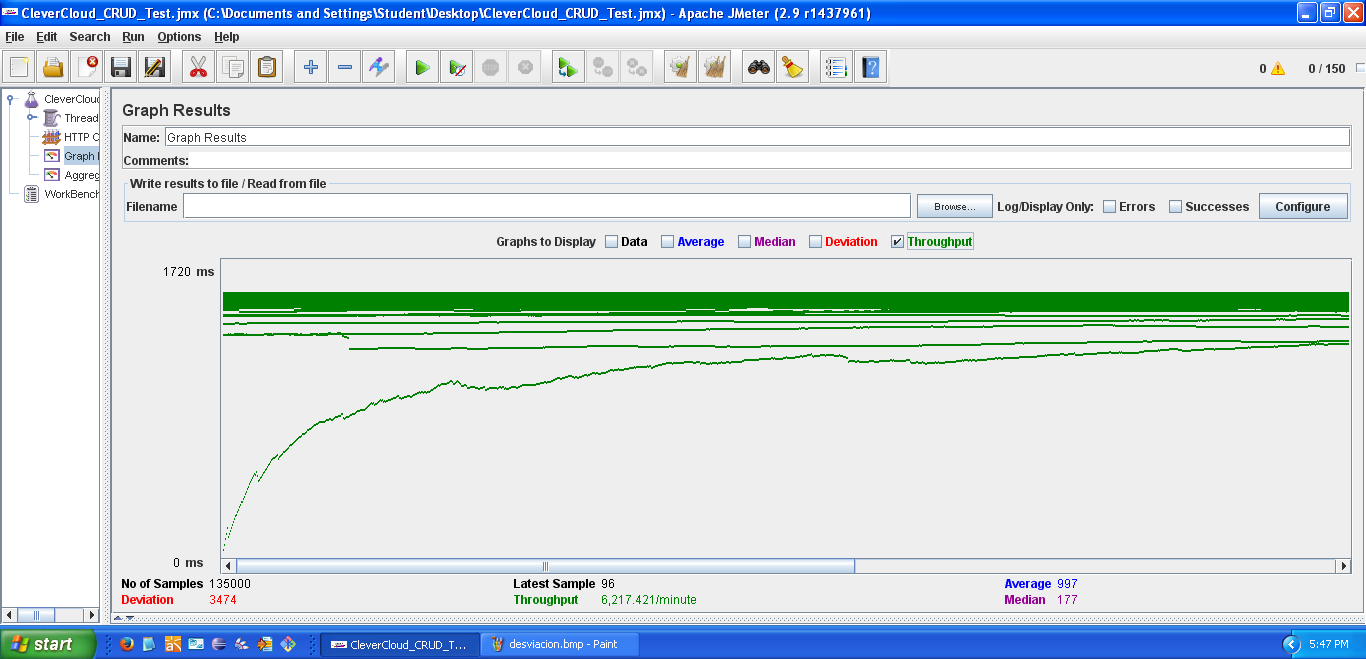 CleverCloud_CRUD_Test.jmx (C:\Documents and Settings\Student\Desktop\CleverCloud_CRUD_Test.jmx) - Apache JMeter (2.9 r1437961)
File Edit Search Run Options Help
0 0 / 150
CleverCloud
Thread
HTTP C
Graph
Aggreg
WorkBench
Graph Results
Name: Graph Results
Comments:
Write results to file / Read from file
Filename Browse... Log/Display Only: Errors Successes Configure
Graphs to Display Data Average Median Deviation Throughput
1720 ms
0 ms
No of Samples 135000 Latest Sample 96 Average 997
Deviation 3474 Throughput 6,217.421/minute Median 177
start CleverCloud_CRUD_T... desviacion.bmp - Paint 5:47 PM